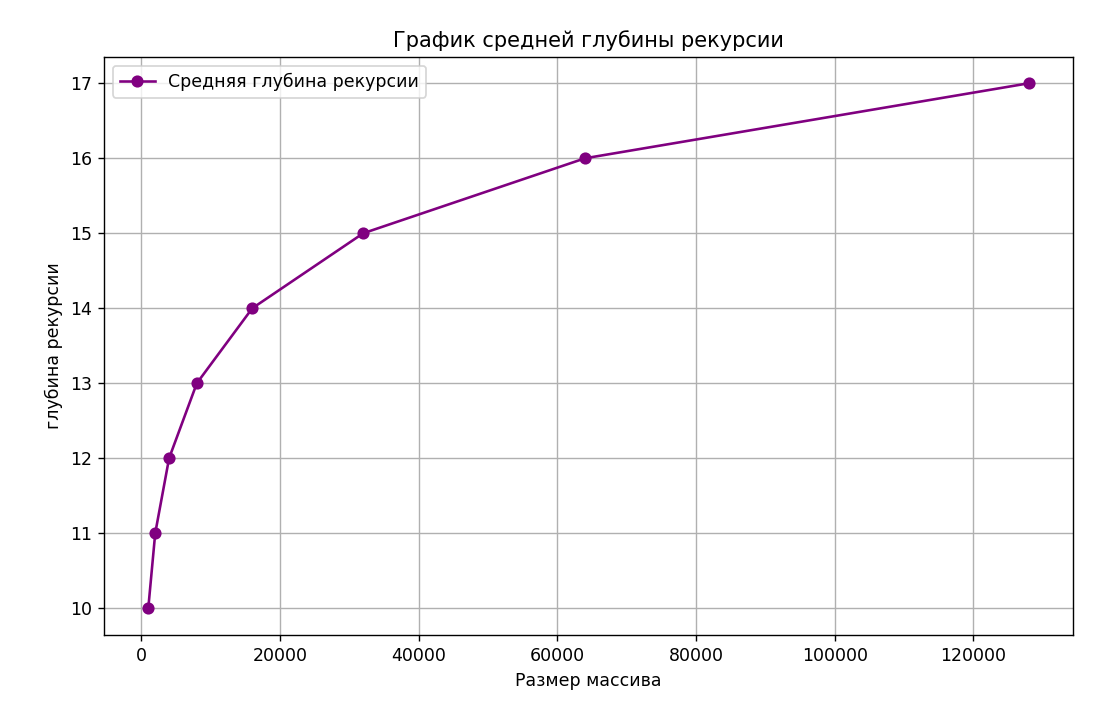 График средней глубины рекурсии
Средняя глубина рекурсии
17
16
15
14
13
12
11
10
глубина рекурсии
0 20000 40000 60000 80000 100000 120000
Размер массива